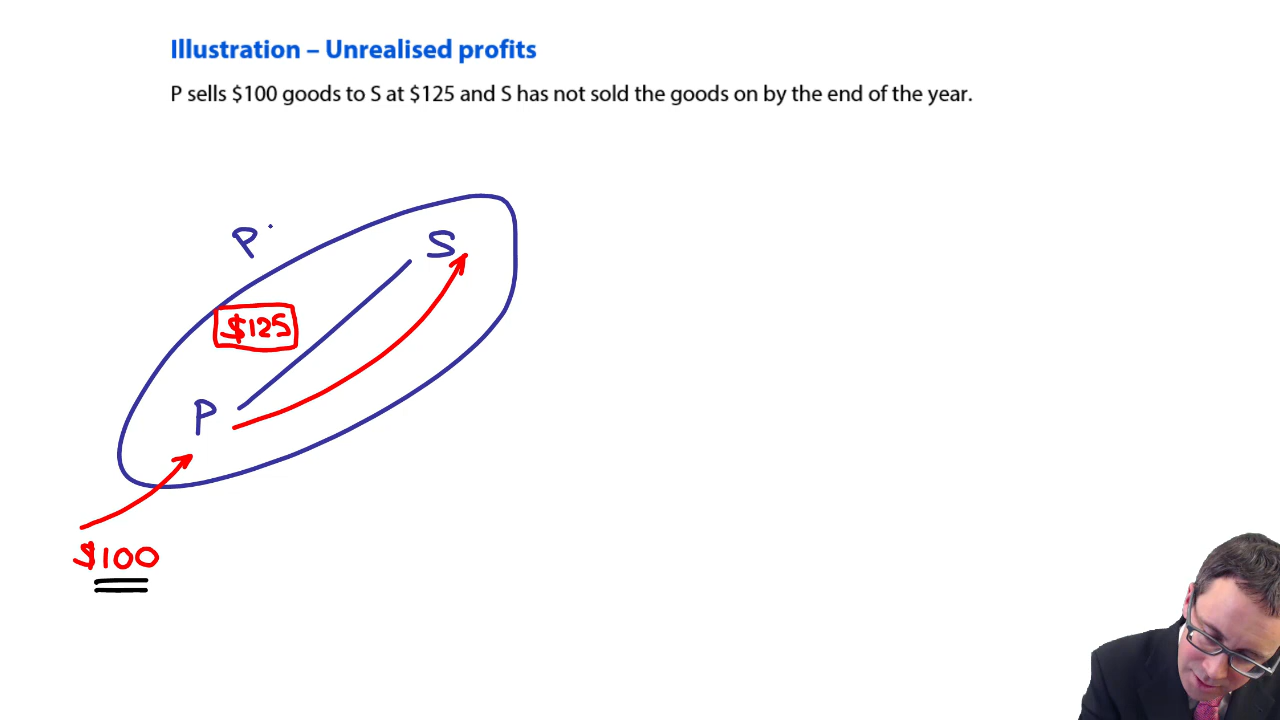 Illustration – Unrealised profits
P sells $100 goods to S at $125 and S has not sold the goods on by the end of the year.
P
S
$125
P
$100